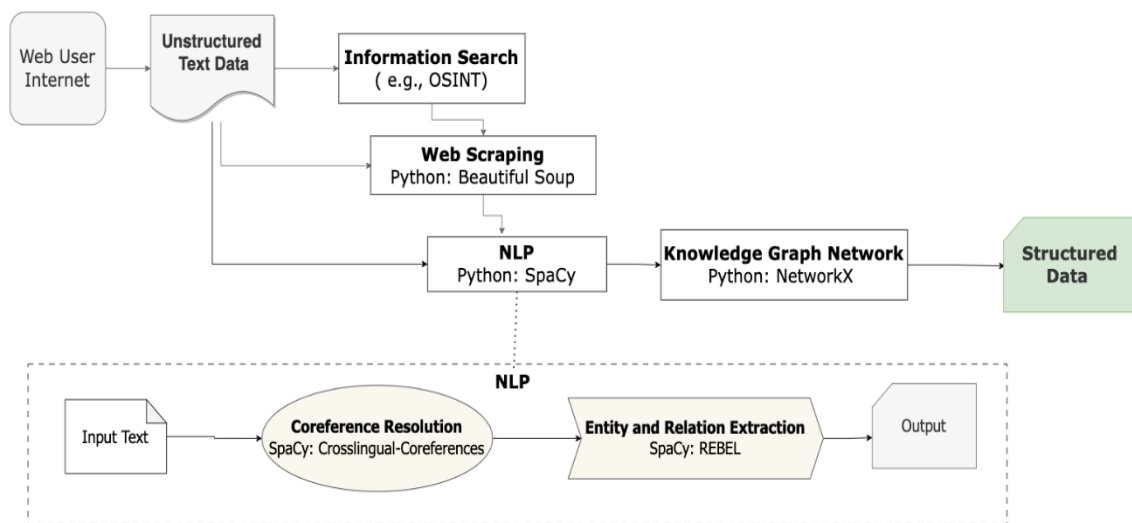 Web User
Internet
Unstructured
Text Data
Information Search
( e.g., OSINT)
Web Scraping
Python: Beautiful Soup
NLP
Python: SpaCy
Knowledge Graph Network
Python: NetworkX
Structured
Data
NLP
Input Text
Coreference Resolution
SpaCy: Crosslingual-Coreferences
Entity and Relation Extraction
SpaCy: REBEL
Output